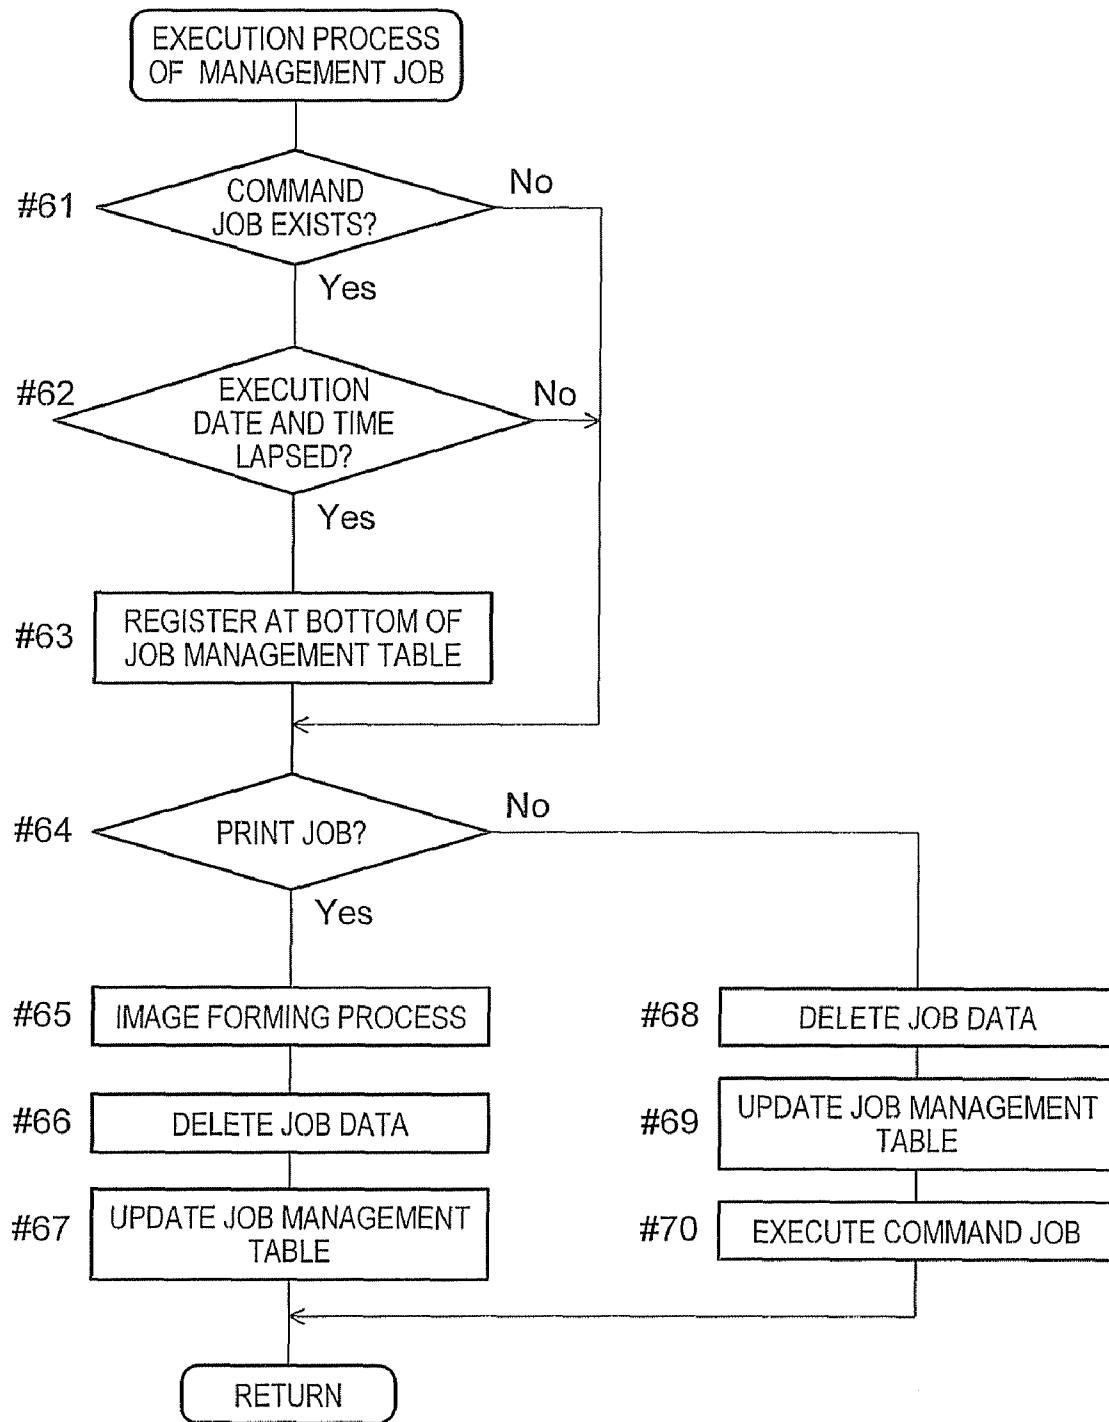 EXECUTION PROCESS
OF MANAGEMENT JOB
#61
COMMAND
JOB EXISTS?
No
Yes
#62
EXECUTION
DATE AND TIME
LAPSED?
No
Yes
#63
REGISTER AT BOTTOM OF
JOB MANAGEMENT TABLE
#64
PRINT JOB?
No
Yes
#65
IMAGE FORMING PROCESS
#66
DELETE JOB DATA
#67
UPDATE JOB MANAGEMENT
TABLE
#68
DELETE JOB DATA
#69
UPDATE JOB MANAGEMENT
TABLE
#70
EXECUTE COMMAND JOB
RETURN